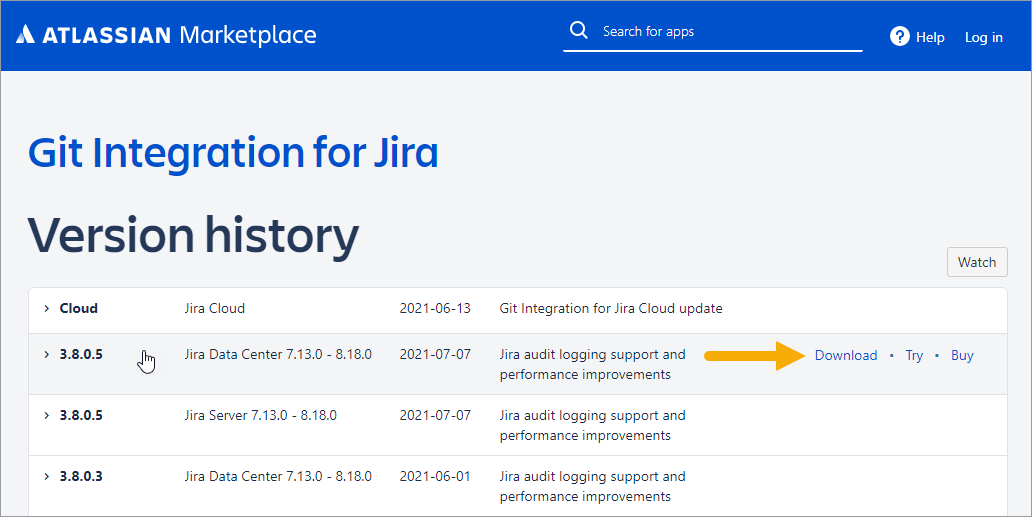 ATLASSIAN Marketplace
Search for apps
? Help
Log in
Git Integration for Jira
Version history
Watch
Cloud Jira Cloud 2021-06-13 Git Integration for Jira Cloud update
3.8.0.5 Jira Data Center 7.13.0 - 8.18.0 2021-07-07 Jira audit logging support and Download • Try • Buy
performance improvements
3.8.0.5 Jira Server 7.13.0 - 8.18.0 2021-07-07 Jira audit logging support and
performance improvements
3.8.0.3 Jira Data Center 7.13.0 - 8.18.0 2021-06-01 Jira audit logging support and
performance improvements